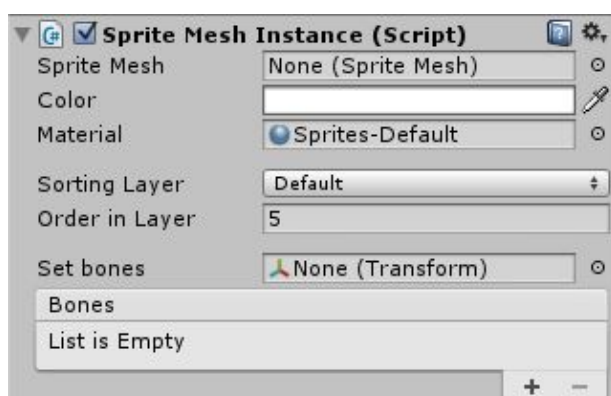 Sprite Mesh Instance (Script)
Sprite Mesh None (Sprite Mesh)
Color
Material Sprites-Default
Sorting Layer Default
Order in Layer 5
Set bones None (Transform)
Bones
List is Empty
+ −